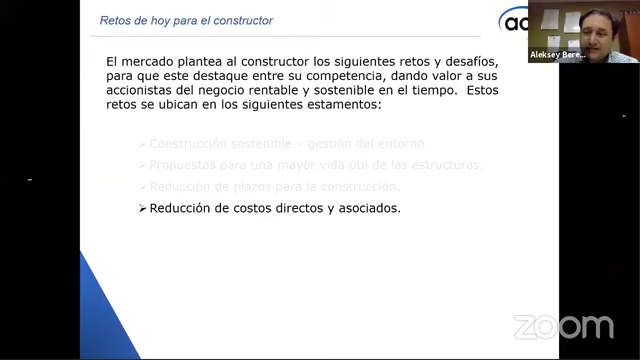 Retos de hoy para el constructor
Aleksey Bere...
El mercado plantea al constructor los siguientes retos y desafíos,
para que este destaque entre su competencia, dando valor a sus
accionistas del negocio rentable y sostenible en el tiempo. Estos
retos se ubican en los siguientes estamentos:
➢ Construcción sostenible – gestión del entorno
➢ Propuestas para una mayor vida útil de las estructuras.
➢ Reducción de plazos para la construcción.
➢ Reducción de costos directos y asociados.
zoom